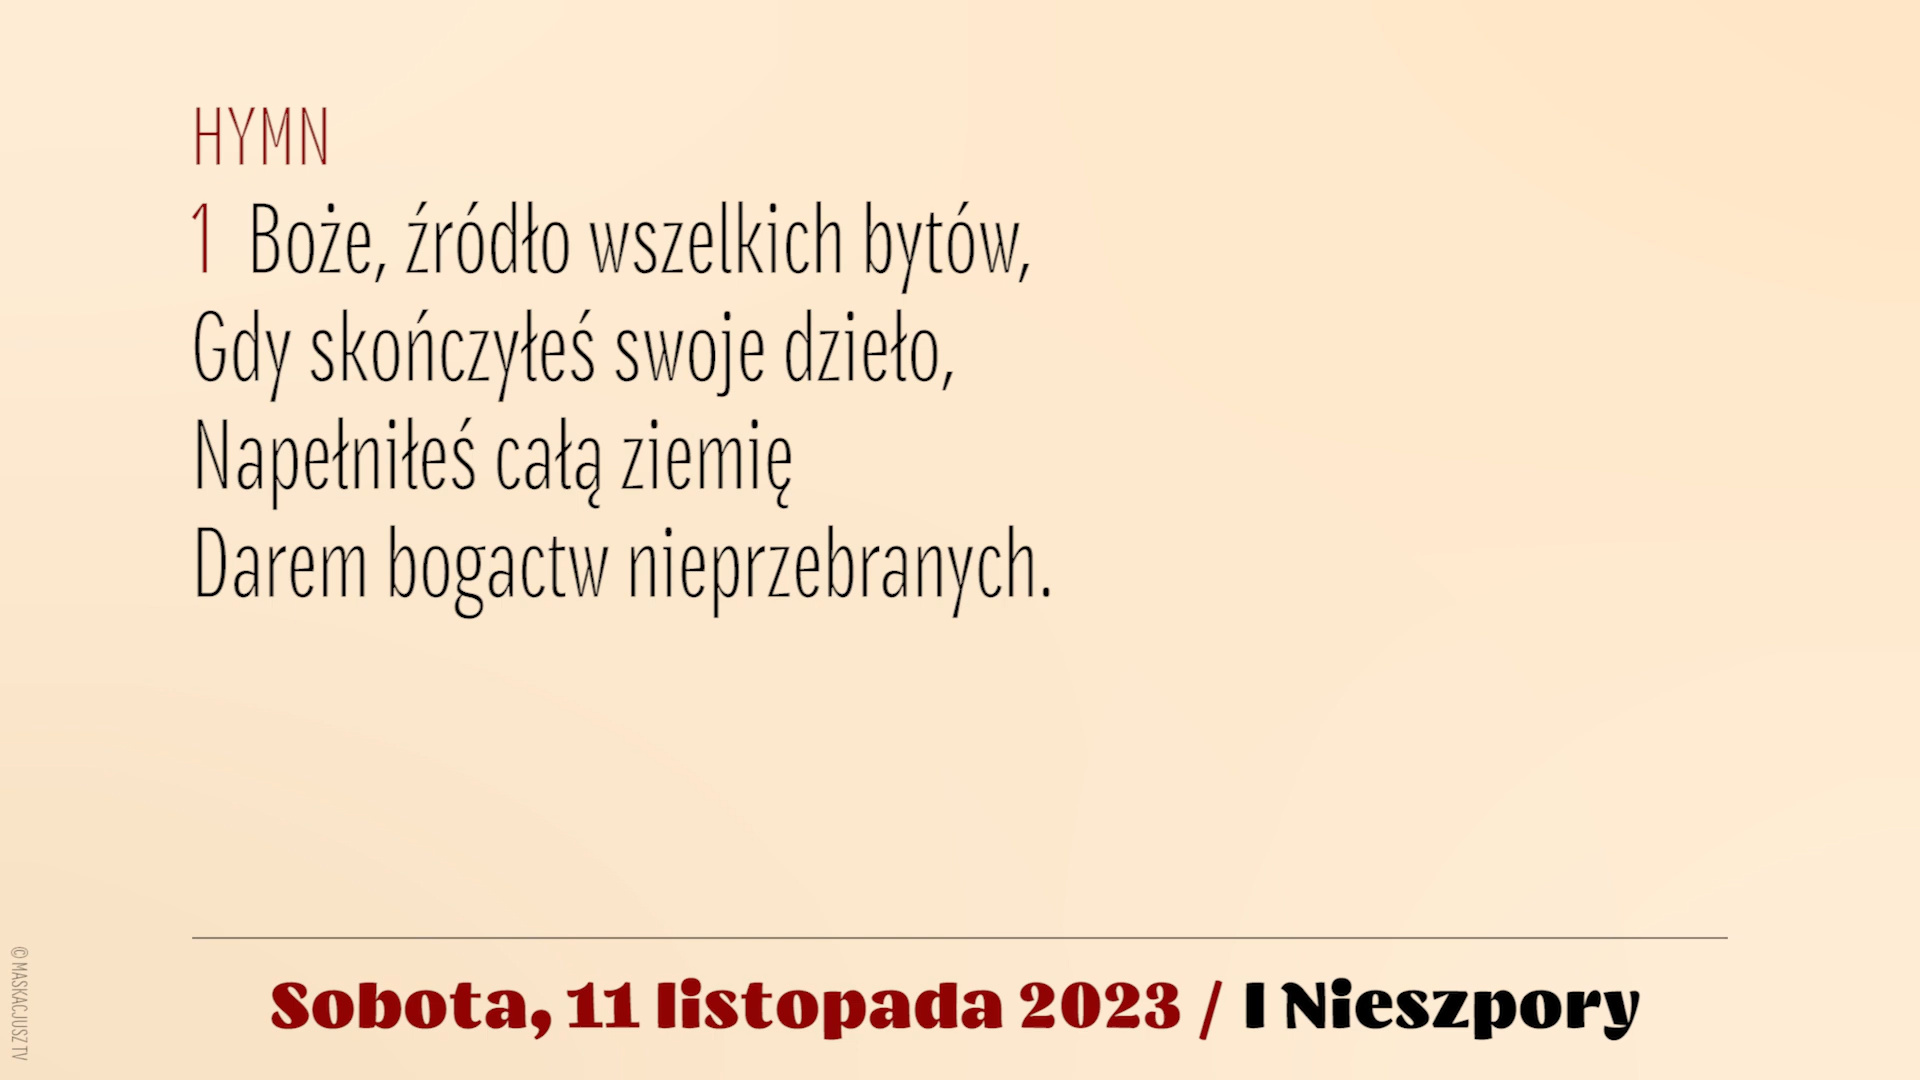 HYMN
1 Boże, źródło wszelkich bytów,
Gdy skończyłeś swoje dzieło,
Napełniłeś całą ziemię
Darem bogactw nieprzebranych.
Sobota, 11 listopada 2023 / I Nieszpory
© MASKACJUSZ TV